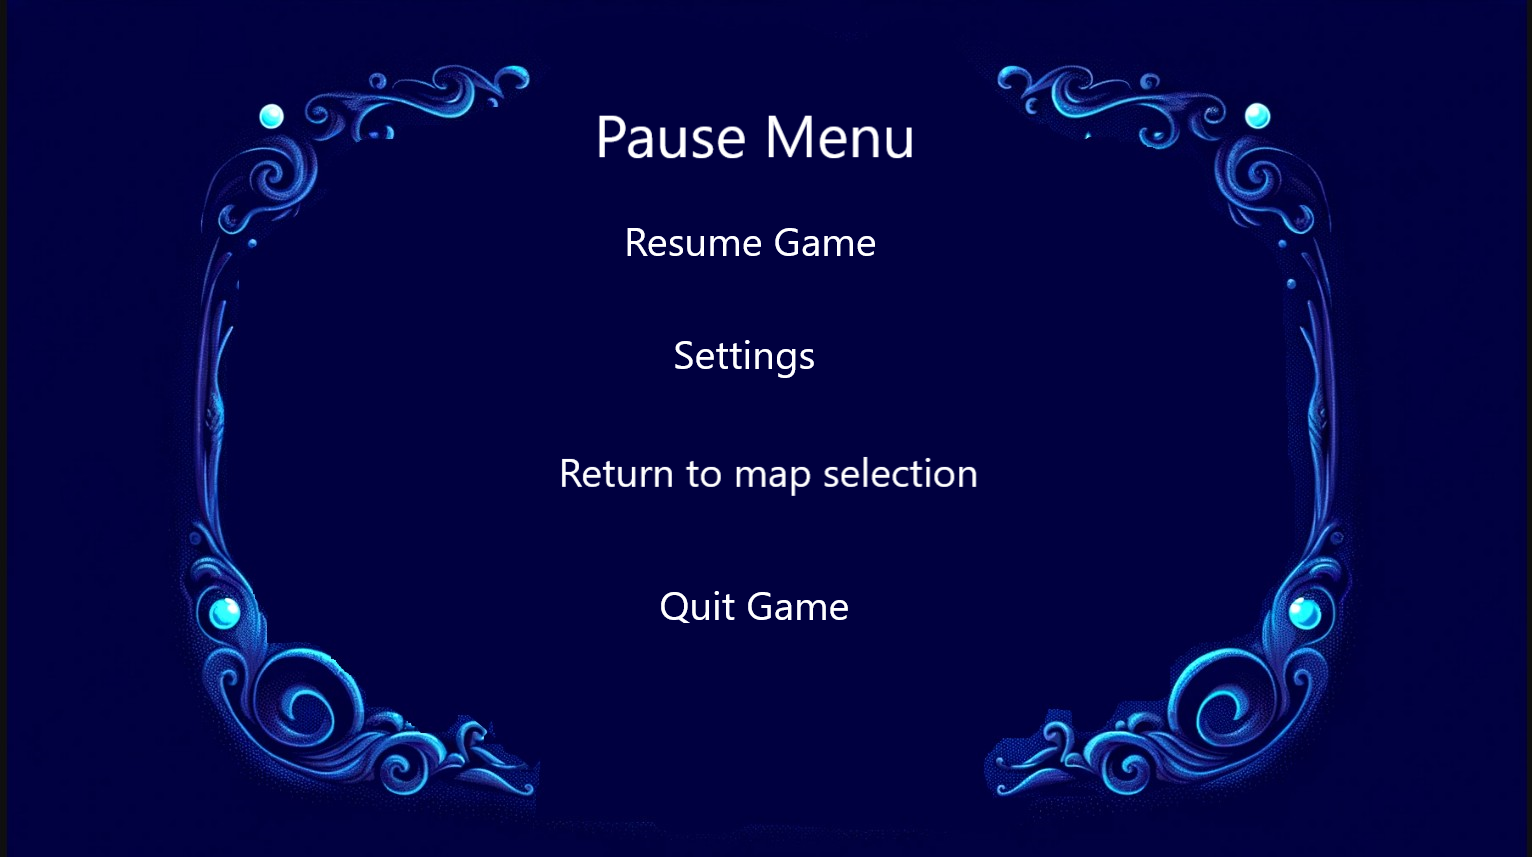 Pause Menu
Resume Game
Settings
Return to map selection
Quit Game